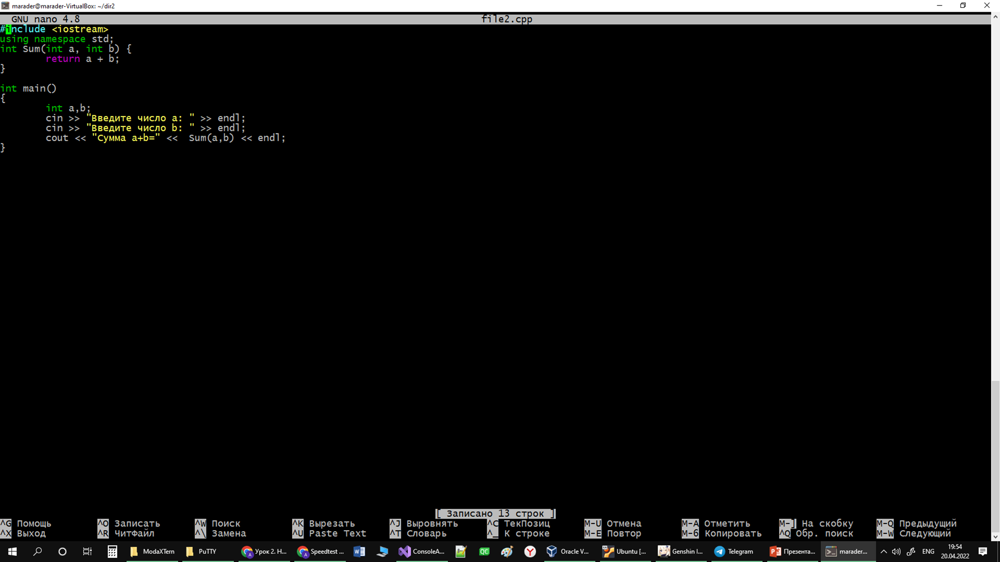 marader@marader-VirtualBox: ~/dir2
GNU nano 4.8 file2.cpp
#include <iostream>
using namespace std;
int Sum(int a, int b) {
        return a + b;
}
int main()
{
        int a,b;
        cin >> "Введите число a: " >> endl;
        cin >> "Введите число b: " >> endl;
        cout << "Сумма a+b=" <<  Sum(a,b) << endl;
}
[ Записано 13 строк ]
^G Помощь ^O Записать ^W Поиск ^K Вырезать ^J Выровнять ^C ТекПозиц M-U Отмена M-A Отметить M-] На скобку M-Q Предыдущий
^X Выход ^R ЧитФайл ^\ Замена ^U Paste Text ^T Словарь ^_ К строке M-E Повтор M-6 Копировать ^Q Обр. поиск M-W Следующий
ModaXTern PuTTY Урок 2. Н... Speedtest ... ConsoleA... QC Oracle V... Ubuntu [... Genshin I... Telegram Презента... marader... ENG 19:54
20.04.2022